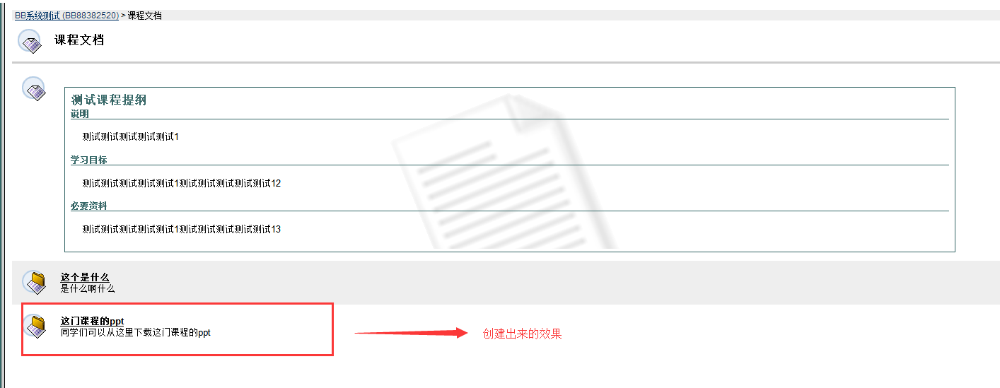 BB系统测试 (BB88382520) > 课程文档
课程文档
测试课程提纲
说明
测试测试测试测试测试1
学习目标
测试测试测试测试测试1测试测试测试测试测试12
必要资料
测试测试测试测试测试1测试测试测试测试测试13
这个是什么
是什么啊什么
这门课程的ppt
同学们可以从这里下载这门课程的ppt
创建出来的效果